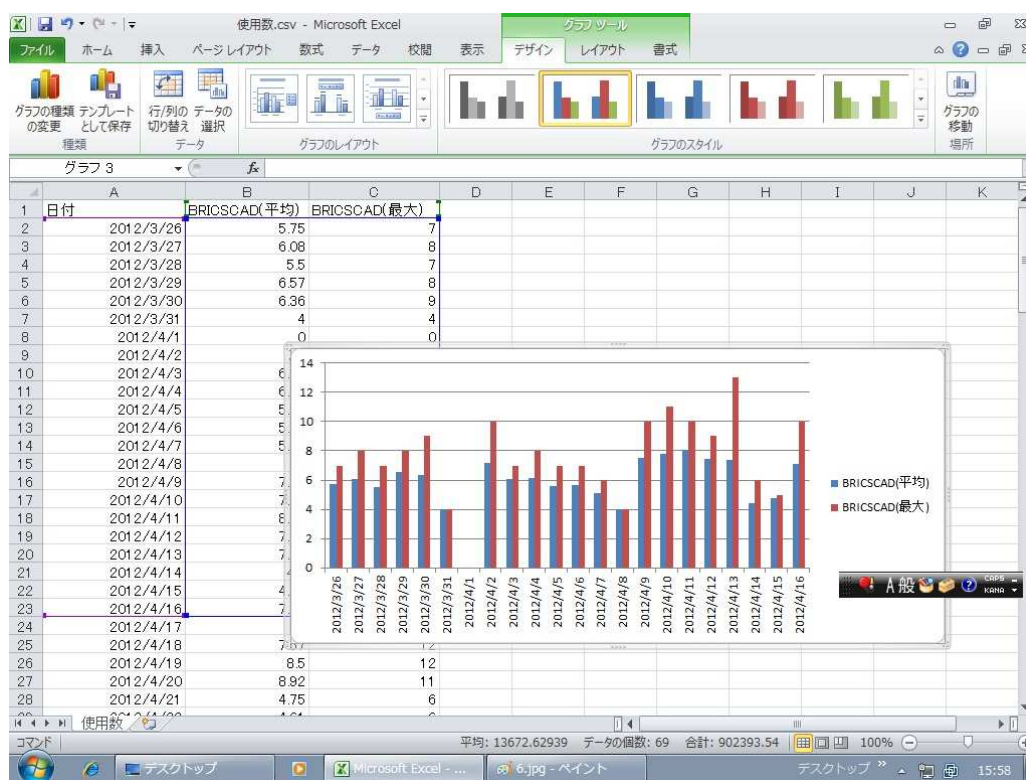 使用数.csv - Microsoft Excel
グラフ ツール
ファイル ホーム 挿入 ページ レイアウト 数式 データ 校閲 表示 デザイン レイアウト 書式
グラフの種類の変更 テンプレートとして保存 行/列の切り替え データの選択 グラフの移動
種類 データ グラフのレイアウト グラフのスタイル 場所
グラフ 3 fx
A B C D E F G H I J K
1 日付 BRICSCAD(平均) BRICSCAD(最大)
2 2012/3/26 5.75 7
3 2012/3/27 6.08 8
4 2012/3/28 5.5 7
5 2012/3/29 6.57 8
6 2012/3/30 6.36 9
7 2012/3/31 4 4
8 2012/4/1 0 0
9 2012/4/2
10 2012/4/3 6
11 2012/4/4 6
12 2012/4/5 5
13 2012/4/6 5
14 2012/4/7 5
15 2012/4/8
16 2012/4/9 7
17 2012/4/10 7
18 2012/4/11 8
19 2012/4/12 7
20 2012/4/13 7
21 2012/4/14
22 2012/4/15 4
23 2012/4/16 7
24 2012/4/17
25 2012/4/18
26 2012/4/19 8.5 12
27 2012/4/20 8.92 11
28 2012/4/21 4.75 6
14
12
10
8
6
4
2
0
2012/3/26 2012/3/27 2012/3/28 2012/3/29 2012/3/30 2012/3/31 2012/4/1 2012/4/2 2012/4/3 2012/4/4 2012/4/5 2012/4/6 2012/4/7 2012/4/8 2012/4/9 2012/4/10 2012/4/11 2012/4/12 2012/4/13 2012/4/14 2012/4/15 2012/4/16
BRICSCAD(平均)
BRICSCAD(最大)
A 般 CAPS KANA
使用数
コマンド 平均: 13672.62939 データの個数: 69 合計: 902393.54 100%
デスクトップ Microsoft Excel - ... 6.jpg - ペイント デスクトップ 15:58